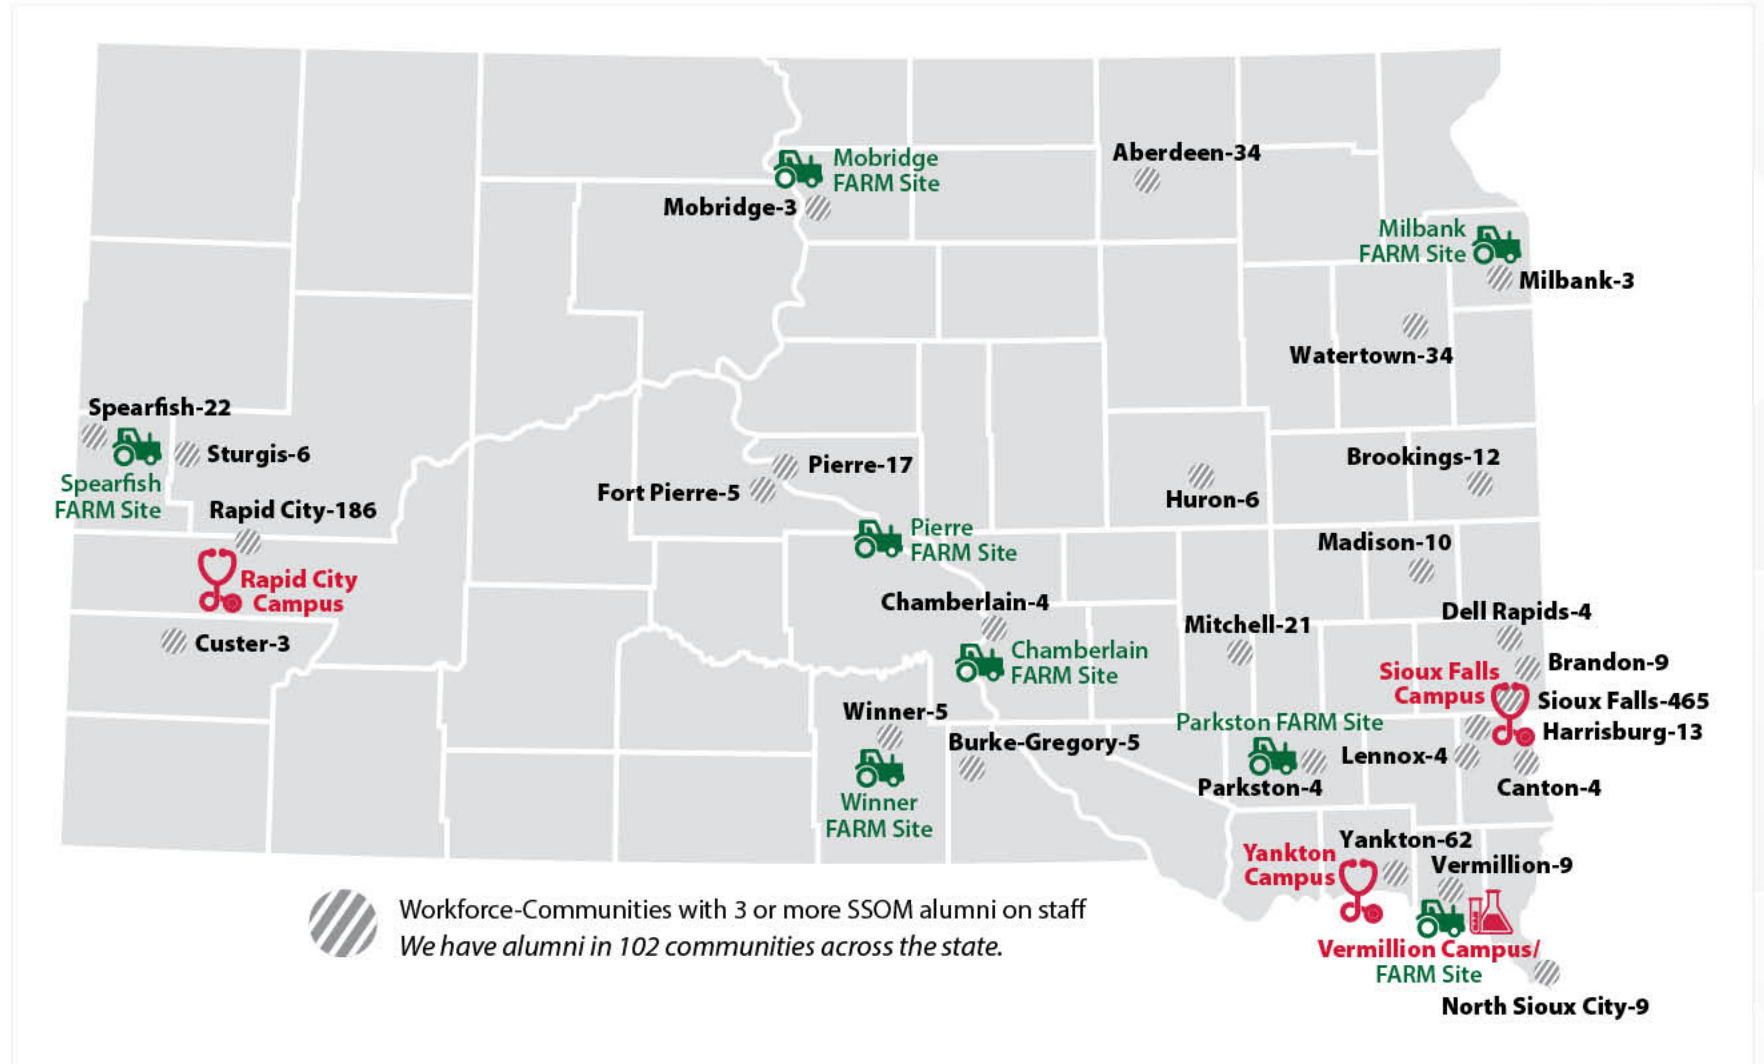 Aberdeen-34
Mobridge
FARM Site
Mobridge-3
Milbank
FARM Site
Milbank-3
Watertown-34
Spearfish-22
Sturgis-6
Spearfish
FARM Site
Rapid City-186
Rapid City
Campus
Custer-3
Pierre-17
Fort Pierre-5
Pierre
FARM Site
Brookings-12
Huron-6
Madison-10
Chamberlain-4
Chamberlain
FARM Site
Mitchell-21
Dell Rapids-4
Brandon-9
Sioux Falls
Campus
Sioux Falls-465
Harrisburg-13
Winner-5
Winner
FARM Site
Burke-Gregory-5
Parkston FARM Site
Parkston-4
Lennox-4
Canton-4
Yankton-62
Yankton
Campus
Vermillion-9
Vermillion Campus/
FARM Site
North Sioux City-9
Workforce-Communities with 3 or more SSOM alumni on staff
We have alumni in 102 communities across the state.